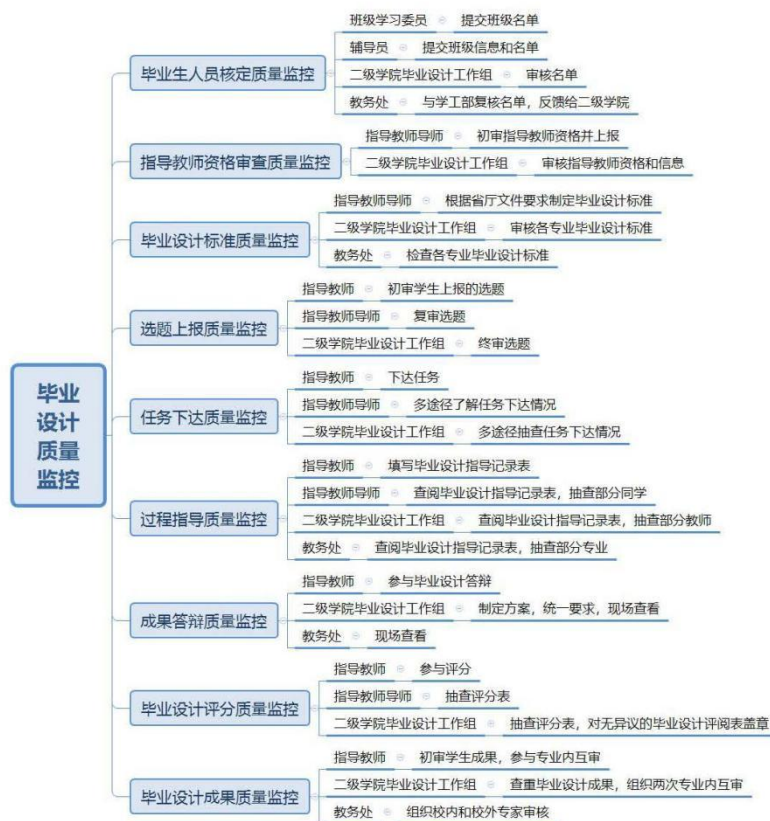 毕业
设计
质量
监控
毕业生人员核定质量监控
班级学习委员 提交班级名单
辅导员 提交班级信息和名单
二级学院毕业设计工作组 审核名单
教务处 与学工部复核名单，反馈给二级学院
指导教师资格审查质量监控
指导教师导师 初审指导教师资格并上报
二级学院毕业设计工作组 审核指导教师资格和信息
毕业设计标准质量监控
指导教师导师 根据省厅文件要求制定毕业设计标准
二级学院毕业设计工作组 审核各专业毕业设计标准
教务处 检查各专业毕业设计标准
选题上报质量监控
指导教师 初审学生上报的选题
指导教师导师 复审选题
二级学院毕业设计工作组 终审选题
任务下达质量监控
指导教师 下达任务
指导教师导师 多途径了解任务下达情况
二级学院毕业设计工作组 多途径抽查任务下达情况
过程指导质量监控
指导教师 填写毕业设计指导记录表
指导教师导师 查阅毕业设计指导记录表，抽查部分同学
二级学院毕业设计工作组 查阅毕业设计指导记录表，抽查部分教师
教务处 查阅毕业设计指导记录表，抽查部分专业
成果答辩质量监控
指导教师 参与毕业设计答辩
二级学院毕业设计工作组 制定方案，统一要求，现场查看
教务处 现场查看
毕业设计评分质量监控
指导教师 参与评分
指导教师导师 抽查评分表
二级学院毕业设计工作组 抽查评分表，对无异议的毕业设计评阅表盖章
毕业设计成果质量监控
指导教师 初审学生成果，参与专业内互审
二级学院毕业设计工作组 查重毕业设计成果，组织两次专业内互审
教务处 组织校内和校外专家审核